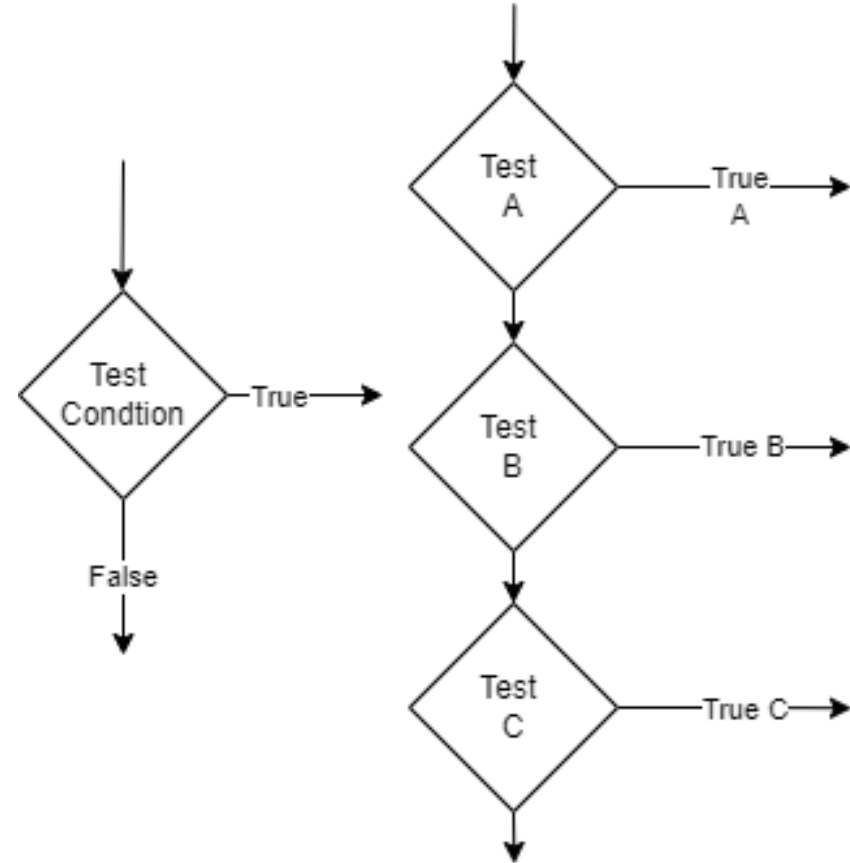 Test
Condtion
True
False
Test
A
True
A
Test
B
True B
Test
C
True C